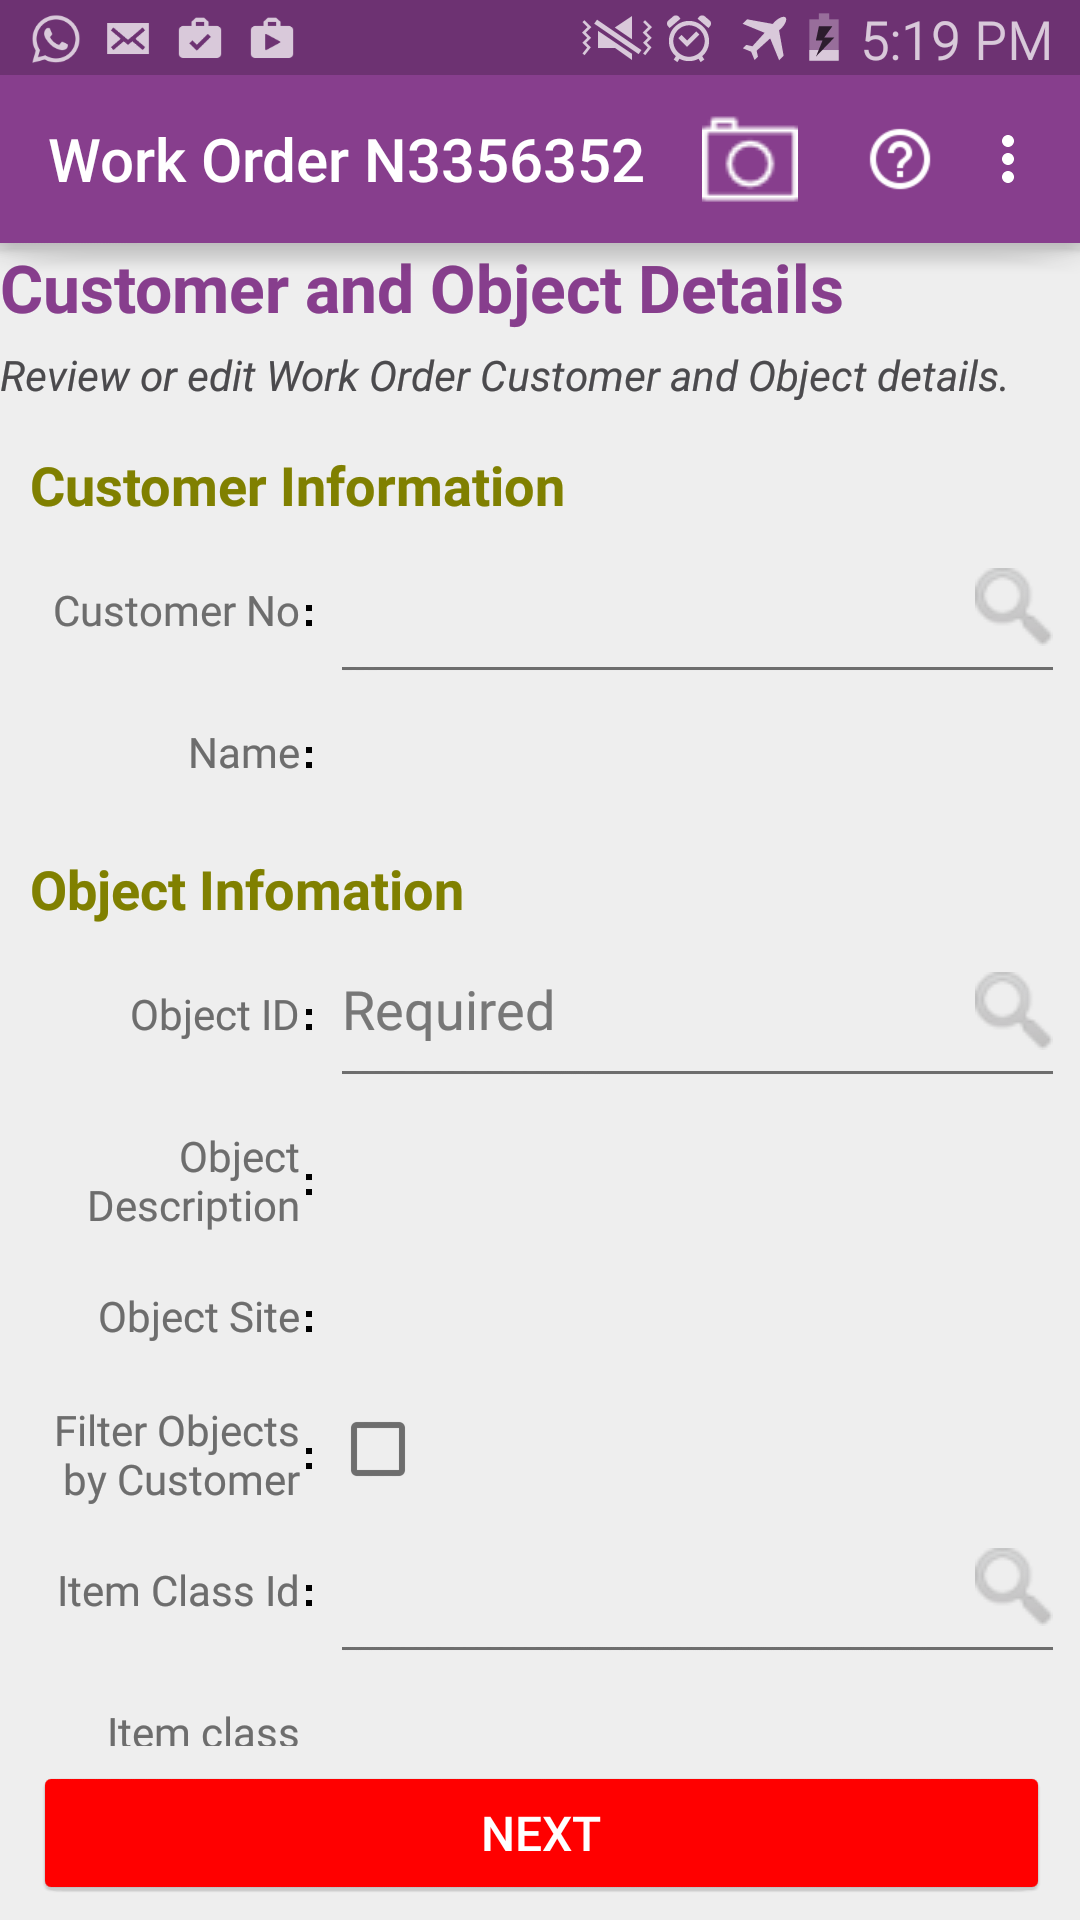 5:19 PM
Work Order N3356352
Customer and Object Details
Review or edit Work Order Customer and Object details.
Customer Information
Customer No:
Name:
Object Infomation
Object ID: Required
Object
Description:
Object Site:
Filter Objects
by Customer:
Item Class Id:
Item class
NEXT